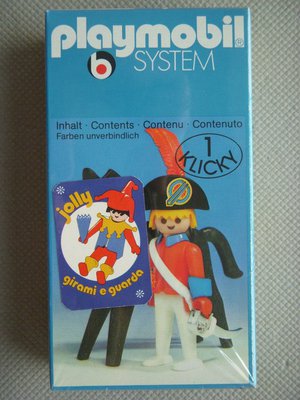 playmobil®
b SYSTEM
Inhalt · Contents · Contenu · Contenuto
Farben unverbindlich
1
KLICKY
jolly
girami e guarda